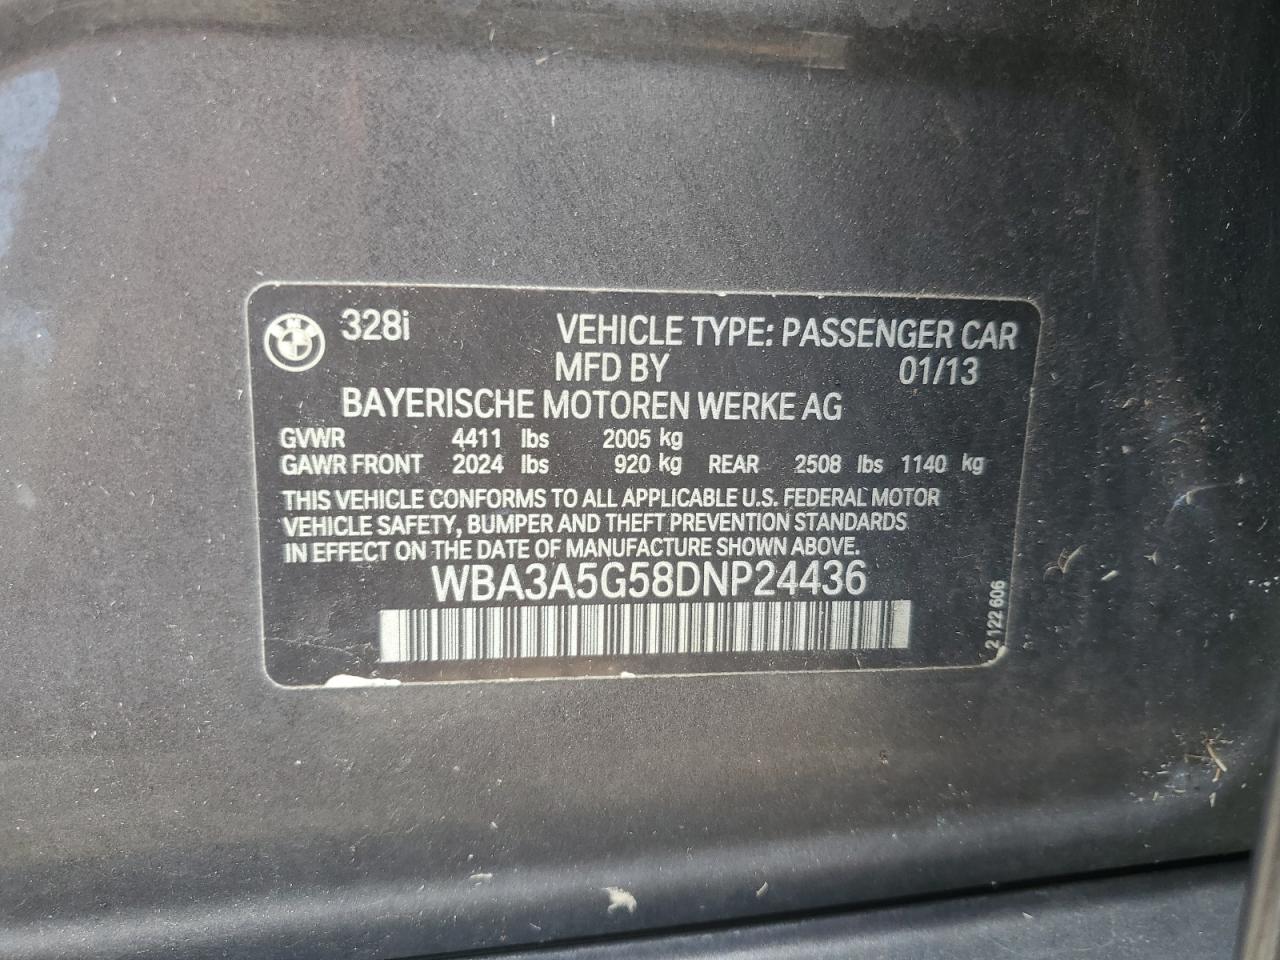 328i VEHICLE TYPE: PASSENGER CAR
MFD BY 01/13
BAYERISCHE MOTOREN WERKE AG
GVWR 4411 lbs 2005 kg
GAWR FRONT 2024 lbs 920 kg REAR 2508 lbs 1140 kg
THIS VEHICLE CONFORMS TO ALL APPLICABLE U.S. FEDERAL MOTOR
VEHICLE SAFETY, BUMPER AND THEFT PREVENTION STANDARDS
IN EFFECT ON THE DATE OF MANUFACTURE SHOWN ABOVE.
WBA3A5G58DNP24436
2 122 606